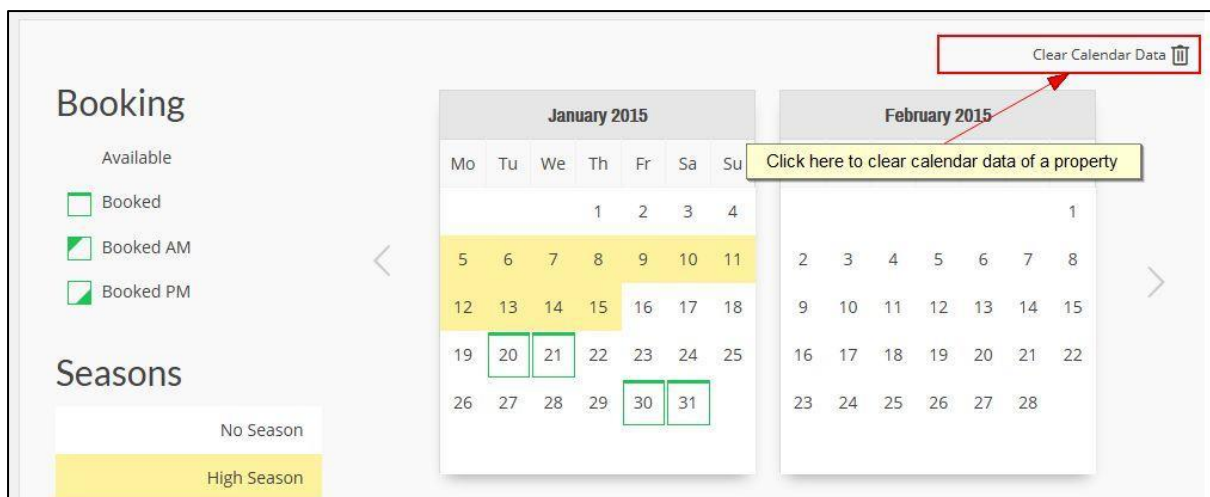 Clear Calendar Data
Booking
Available
Booked
Booked AM
Booked PM
Seasons
No Season
High Season
January 2015
Mo Tu We Th Fr Sa Su
1 2 3 4
5 6 7 8 9 10 11
12 13 14 15 16 17 18
19 20 21 22 23 24 25
26 27 28 29 30 31
February 2015
Click here to clear calendar data of a property
1
2 3 4 5 6 7 8
9 10 11 12 13 14 15
16 17 18 19 20 21 22
23 24 25 26 27 28